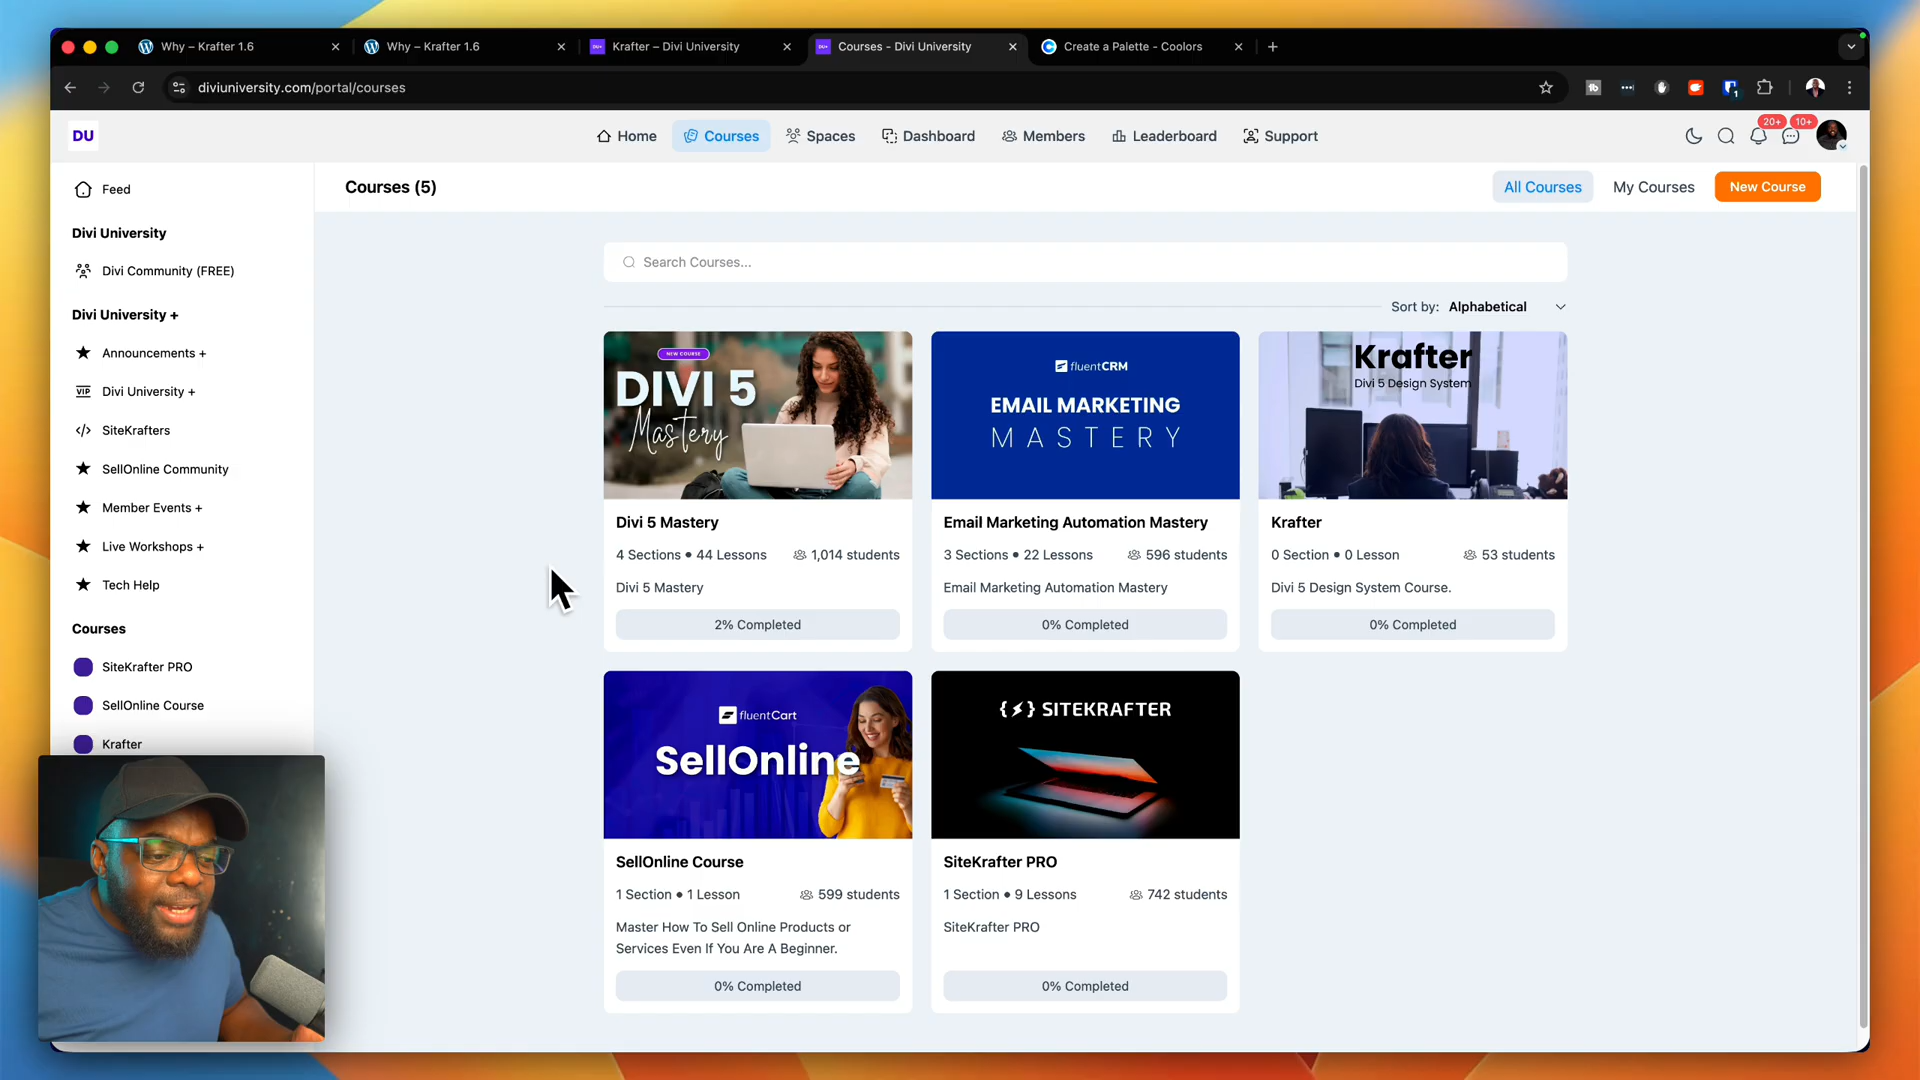 Why – Krafter 1.6
Why – Krafter 1.6
Krafter – Divi University
Courses - Divi University
Create a Palette - Coolors
diviuniversity.com/portal/courses
DU
Home
Courses
Spaces
Dashboard
Members
Leaderboard
Support
20+
10+
Feed
Divi University
Divi Community (FREE)
Divi University +
Announcements +
VIP
Divi University +
SiteKrafters
SellOnline Community
Member Events +
Live Workshops +
Tech Help
Courses
SiteKrafter PRO
SellOnline Course
Krafter
Courses (5)
All Courses
My Courses
New Course
Search Courses...
Sort by: Alphabetical
NEW COURSE
DIVI 5
Mastery
Divi 5 Mastery
4 Sections • 44 Lessons
1,014 students
Divi 5 Mastery
2% Completed
fluentCRM
EMAIL MARKETING
MASTERY
Email Marketing Automation Mastery
3 Sections • 22 Lessons
596 students
Email Marketing Automation Mastery
0% Completed
Krafter
Divi 5 Design System
Krafter
0 Section • 0 Lesson
53 students
Divi 5 Design System Course.
0% Completed
fluentCart
SellOnline
SellOnline Course
1 Section • 1 Lesson
599 students
Master How To Sell Online Products or
Services Even If You Are A Beginner.
0% Completed
SITEKRAFTER
SiteKrafter PRO
1 Section • 9 Lessons
742 students
SiteKrafter PRO
0% Completed